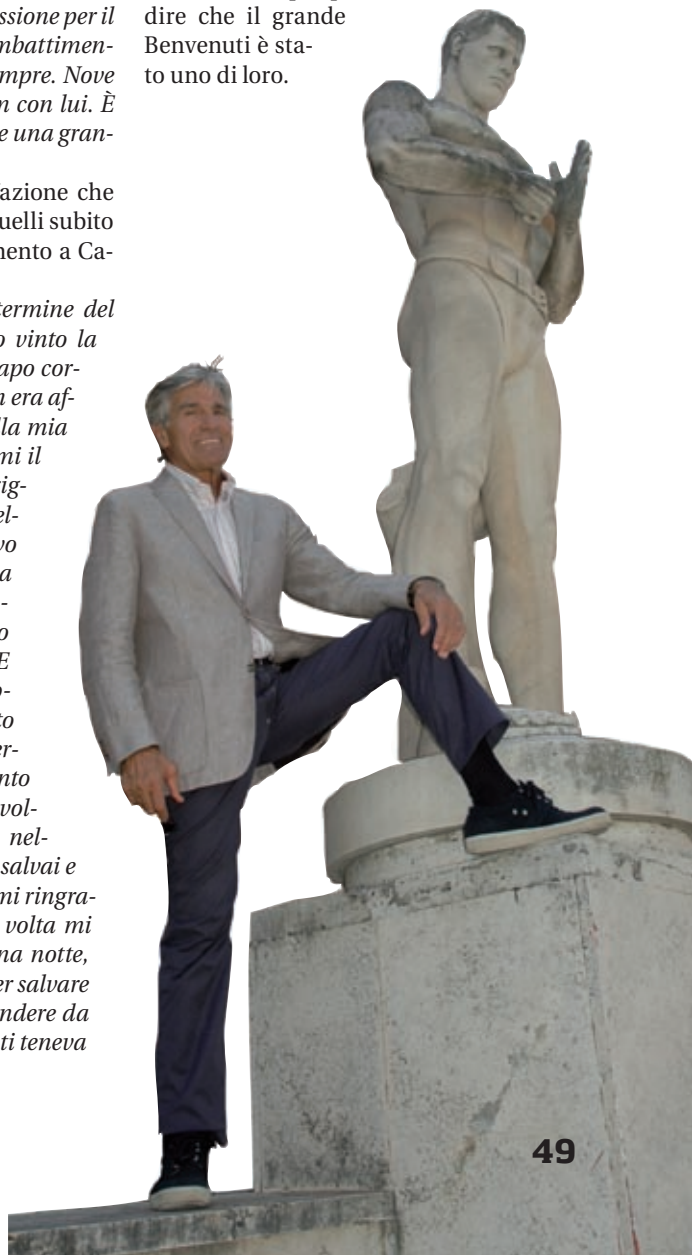 ssione per il
mbattimen-
mpre. Nove
n con lui. È
e una gran-
azione che
uelli subito
mento a Ca-
termine del
o vinto la
apo cor-
n era af-
lla mia
mi il
ig-
el-
vo
a
-
o
E
o-
to
er-
nto
vol-
nel-
salvai e
mi ringra-
volta mi
na notte,
er salvare
ndere da
ti teneva
dire che il grande
Benvenuti è sta-
to uno di loro.
49